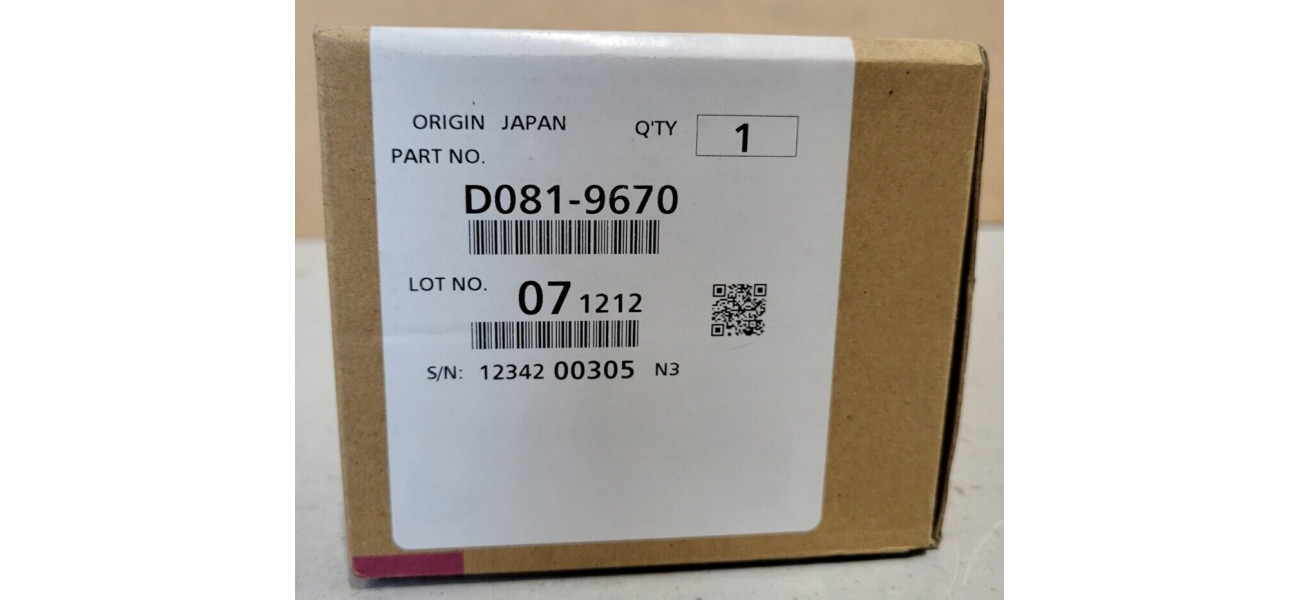 ORIGIN JAPAN Q'TY 1
PART NO.
D081-9670
LOT NO. 07 1212
S/N: 12342 00305 N3